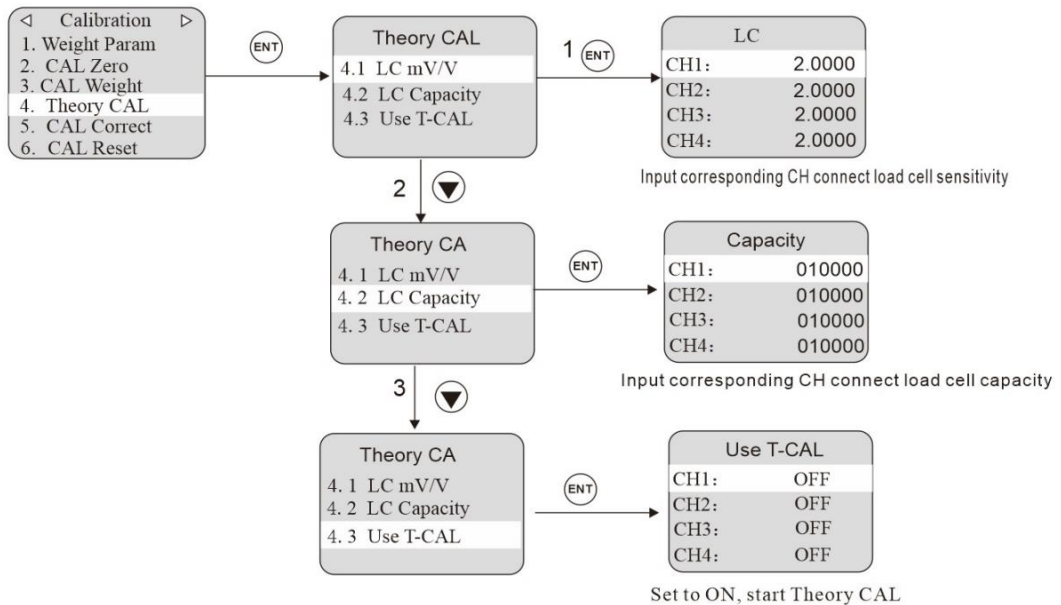 ◁ Calibration ▷
1. Weight Param
2. CAL Zero
3. CAL Weight
4. Theory CAL
5. CAL Correct
6. CAL Reset
ENT
Theory CAL
4.1 LC mV/V
4.2 LC Capacity
4.3 Use T-CAL
1 ENT
LC
CH1: 2.0000
CH2: 2.0000
CH3: 2.0000
CH4: 2.0000
Input corresponding CH connect load cell sensitivity
2
Theory CA
4. 1 LC mV/V
4. 2 LC Capacity
4. 3 Use T-CAL
ENT
Capacity
CH1: 010000
CH2: 010000
CH3: 010000
CH4: 010000
Input corresponding CH connect load cell capacity
3
Theory CA
4. 1 LC mV/V
4. 2 LC Capacity
4. 3 Use T-CAL
ENT
Use T-CAL
CH1: OFF
CH2: OFF
CH3: OFF
CH4: OFF
Set to ON, start Theory CAL